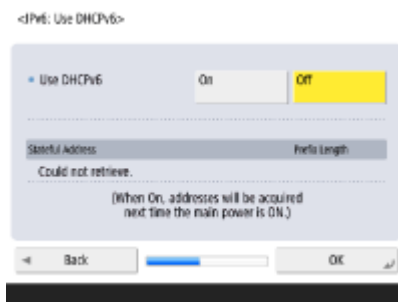 <IPv6: Use DHCPv6>
Use DHCPv6 On Off
Stateful Address Prefix Length
Could not retrieve.
(When On, addresses will be acquired
next time the main power is ON.)
Back OK